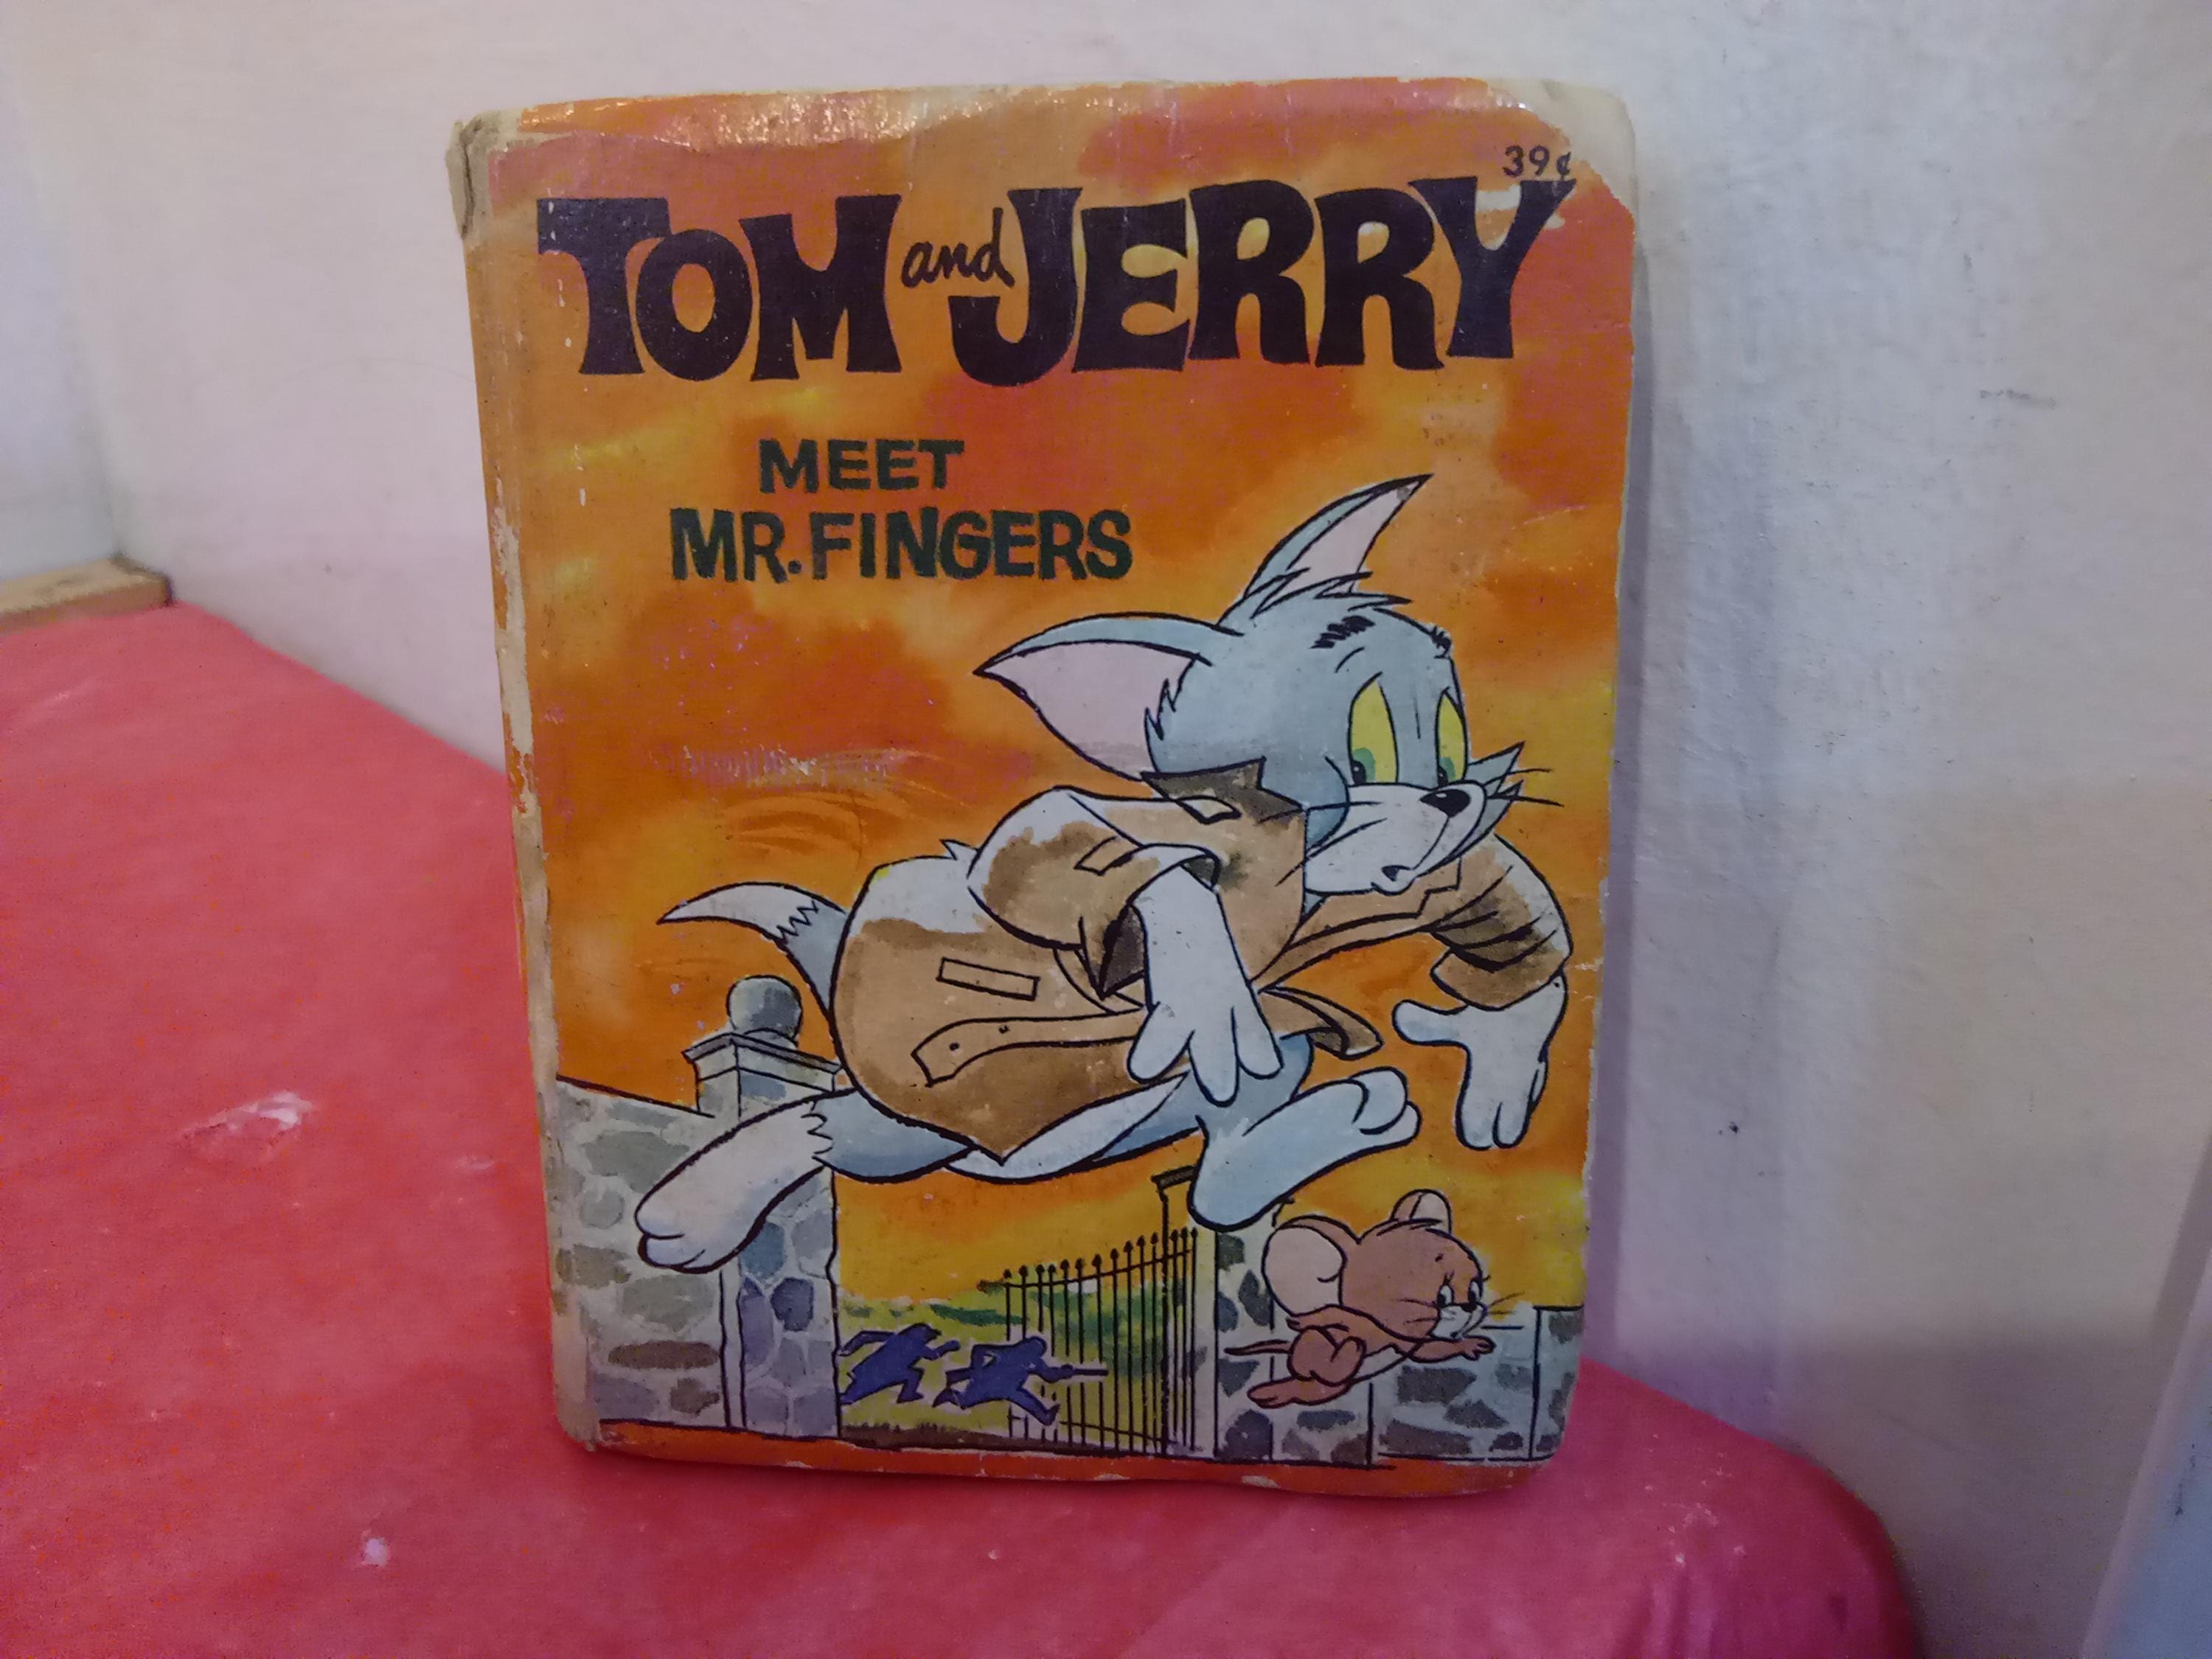 39¢
TOM and JERRY
MEET
MR. FINGERS